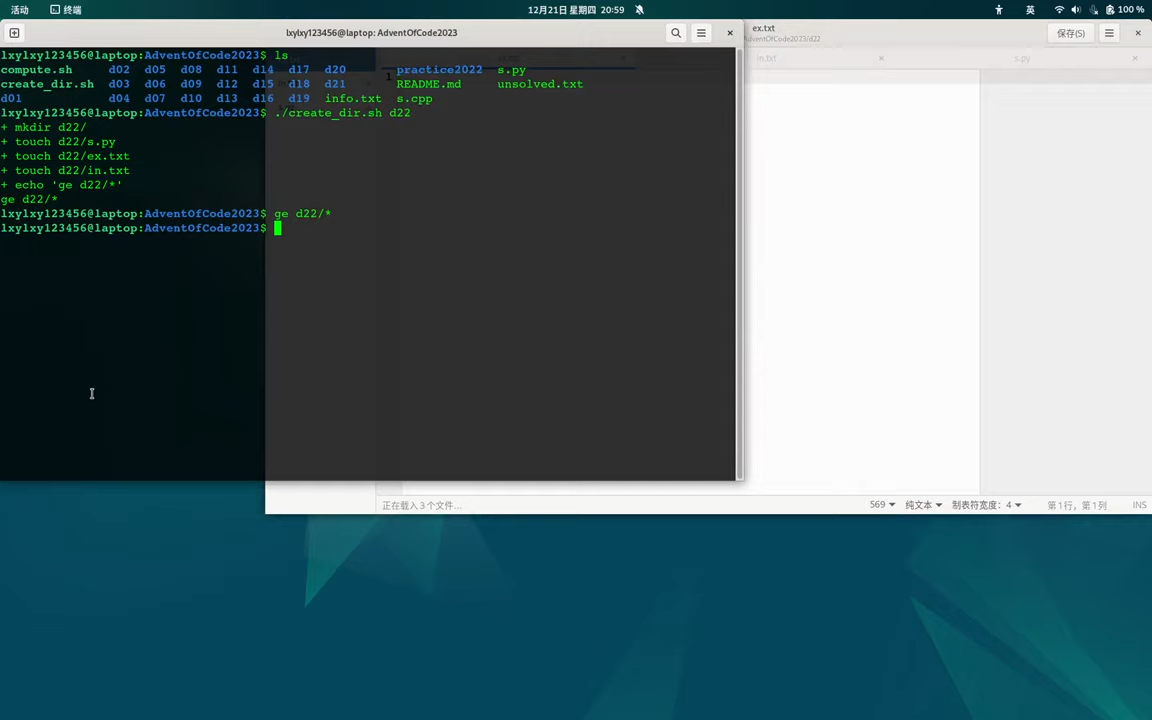 活动 终端 12月21日 星期四 20:59 英 100 %
lxylxy123456@laptop: AdventOfCode2023
ex.txt
AdventOfCode2023/d22
保存(S)
in.txt
s.py
lxylxy123456@laptop:AdventOfCode2023$ ls
compute.sh d02 d05 d08 d11 d14 d17 d20 practice2022 s.py
create_dir.sh d03 d06 d09 d12 d15 d18 d21 README.md unsolved.txt
d01 d04 d07 d10 d13 d16 d19 info.txt s.cpp
lxylxy123456@laptop:AdventOfCode2023$ ./create_dir.sh d22
+ mkdir d22/
+ touch d22/s.py
+ touch d22/ex.txt
+ touch d22/in.txt
+ echo 'ge d22/*'
ge d22/*
lxylxy123456@laptop:AdventOfCode2023$ ge d22/*
lxylxy123456@laptop:AdventOfCode2023$
正在载入 3 个文件… 569 纯文本 制表符宽度: 4 第 1 行, 第 1 列 INS